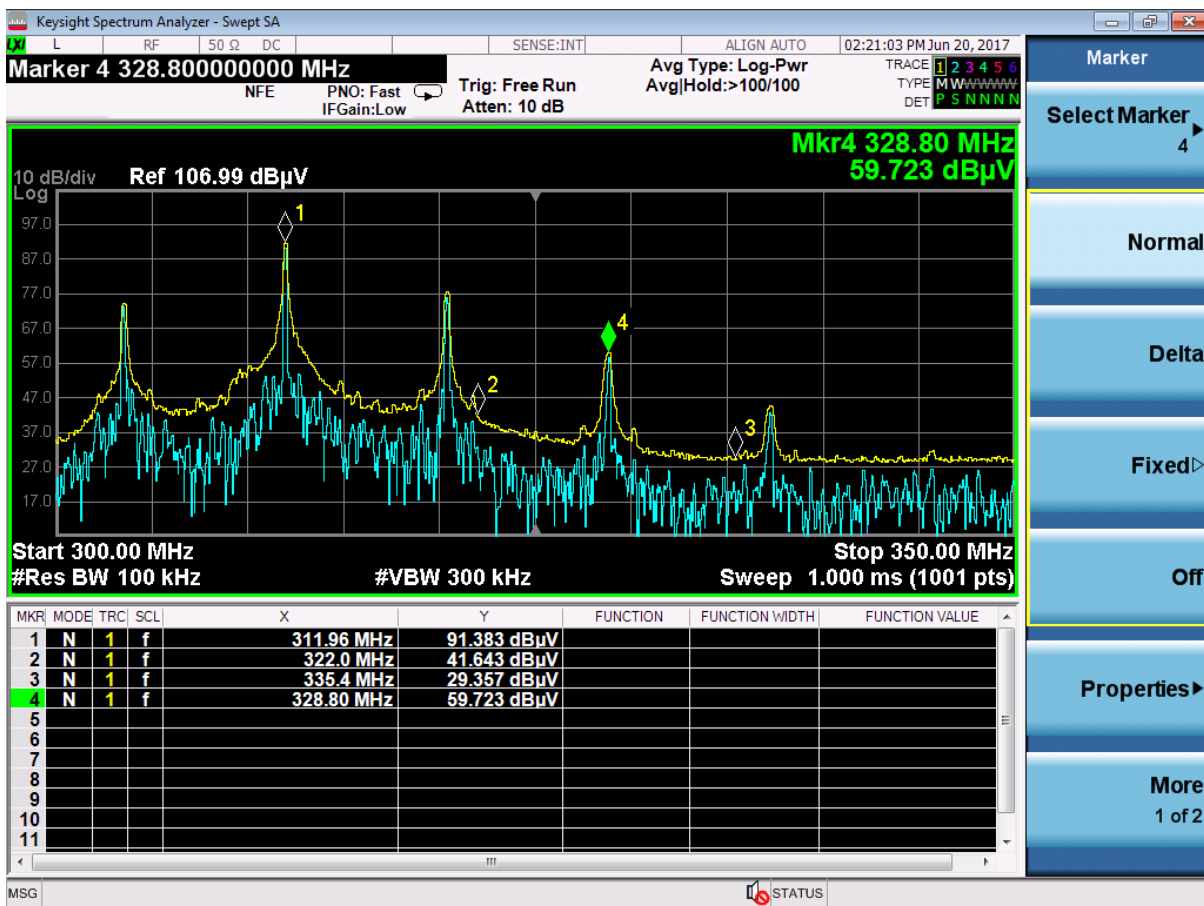 Keysight Spectrum Analyzer - Swept SA
LXI L RF 50 Ω DC SENSE:INT ALIGN AUTO 02:21:03 PM Jun 20, 2017
Marker 4 328.800000000 MHz
NFE PNO: Fast IFGain:Low
Trig: Free Run
Atten: 10 dB
Avg Type: Log-Pwr
Avg|Hold:>100/100
TRACE 1 2 3 4 5 6
TYPE M W W W W W
DET P S N N N N
Mkr4 328.80 MHz
59.723 dBµV
10 dB/div Ref 106.99 dBµV
Log
97.0
87.0
77.0
67.0
57.0
47.0
37.0
27.0
17.0
1
2
3
4
Start 300.00 MHz Stop 350.00 MHz
#Res BW 100 kHz #VBW 300 kHz Sweep 1.000 ms (1001 pts)
MKR MODE TRC SCL X Y FUNCTION FUNCTION WIDTH FUNCTION VALUE
1 N 1 f 311.96 MHz 91.383 dBµV
2 N 1 f 322.0 MHz 41.643 dBµV
3 N 1 f 335.4 MHz 29.357 dBµV
4 N 1 f 328.80 MHz 59.723 dBµV
5
6
7
8
9
10
11
MSG STATUS
Marker
Select Marker
4
Normal
Delta
Fixed
Off
Properties
More
1 of 2